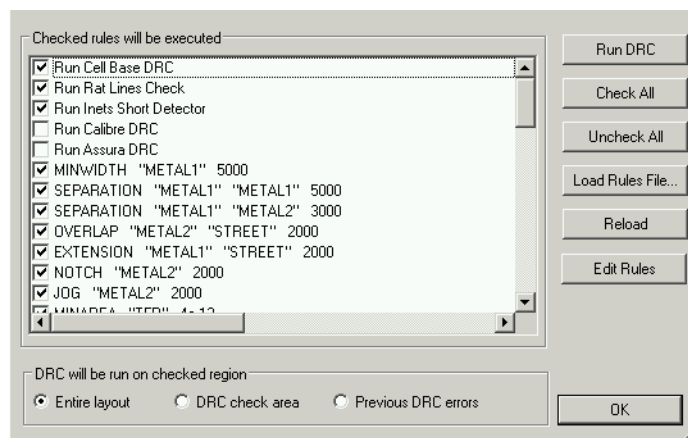 Checked rules will be executed
Run Cell Base DRC
Run Rat Lines Check
Run Inets Short Detector
Run Calibre DRC
Run Assura DRC
MINWIDTH "METAL1" 5000
SEPARATION "METAL1" "METAL1" 5000
SEPARATION "METAL1" "METAL2" 3000
OVERLAP "METAL2" "STREET" 2000
EXTENSION "METAL1" "STREET" 2000
NOTCH "METAL2" 2000
JOG "METAL2" 2000
Run DRC
Check All
Uncheck All
Load Rules File...
Reload
Edit Rules
DRC will be run on checked region
Entire layout DRC check area Previous DRC errors
OK